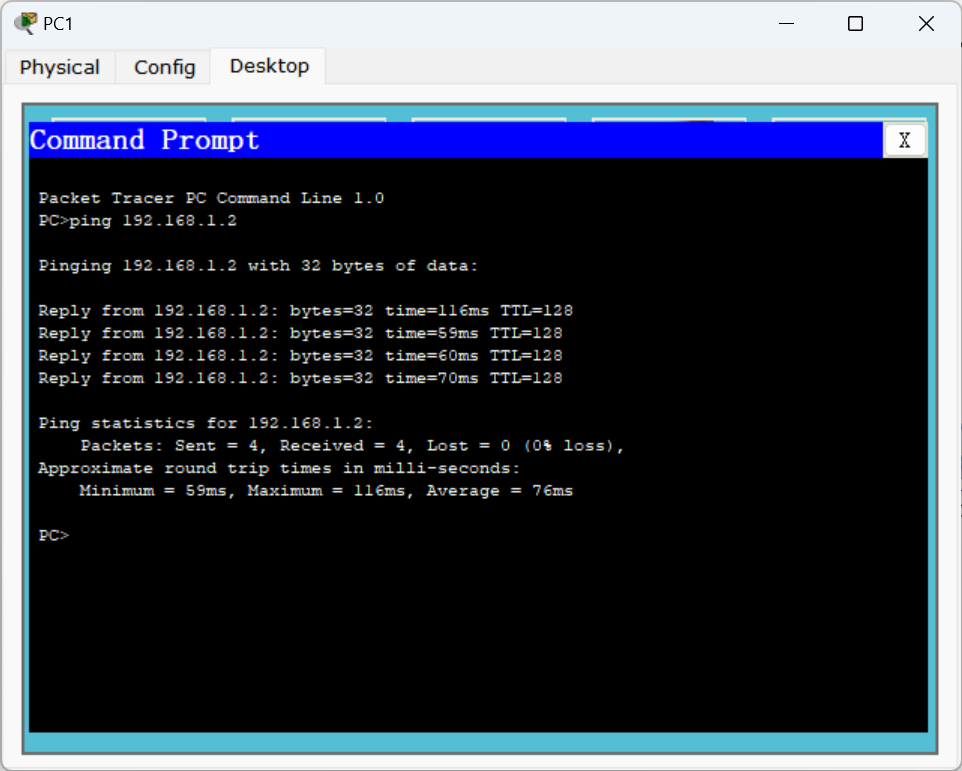 PC1
Physical Config Desktop
Command Prompt X
Packet Tracer PC Command Line 1.0
PC>ping 192.168.1.2
Pinging 192.168.1.2 with 32 bytes of data:
Reply from 192.168.1.2: bytes=32 time=116ms TTL=128
Reply from 192.168.1.2: bytes=32 time=59ms TTL=128
Reply from 192.168.1.2: bytes=32 time=60ms TTL=128
Reply from 192.168.1.2: bytes=32 time=70ms TTL=128
Ping statistics for 192.168.1.2:
Packets: Sent = 4, Received = 4, Lost = 0 (0% loss),
Approximate round trip times in milli-seconds:
Minimum = 59ms, Maximum = 116ms, Average = 76ms
PC>